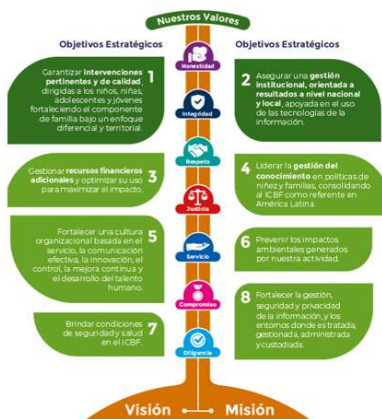 Nuestros Valores
Objetivos Estratégicos
Objetivos Estratégicos
Honestidad
1
Garantizar intervenciones
pertinentes y de calidad,
dirigidas a los niños, niñas,
adolescentes y jóvenes
fortaleciendo el componente
de familia bajo un enfoque
diferencial y territorial.
2
Asegurar una gestión
institucional, orientada a
resultados a nivel nacional
y local, apoyada en el uso
de las tecnologías de la
información.
Integridad
Respeto
Gestionar recursos financieros
adicionales y optimizar su uso
para maximizar el impacto.
3
4
Liderar la gestión del
conocimiento en políticas de
niñez y familias, consolidando
al ICBF como referente en
América Latina.
Justicia
Fortalecer una cultura
organizacional basada en el
servicio, la comunicación
efectiva, la innovación, el
control, la mejora continua y
el desarrollo del talento
humano.
5
Servicio
6
Prevenir los impactos
ambientales generados
por nuestra actividad.
Compromiso
Brindar condiciones
de seguridad y salud
en el ICBF.
7
8
Fortalecer la gestión,
seguridad y privacidad
de la información, y los
entornos donde es tratada,
gestionada, administrada
y custodiada.
Diligencia
Visión
Misión